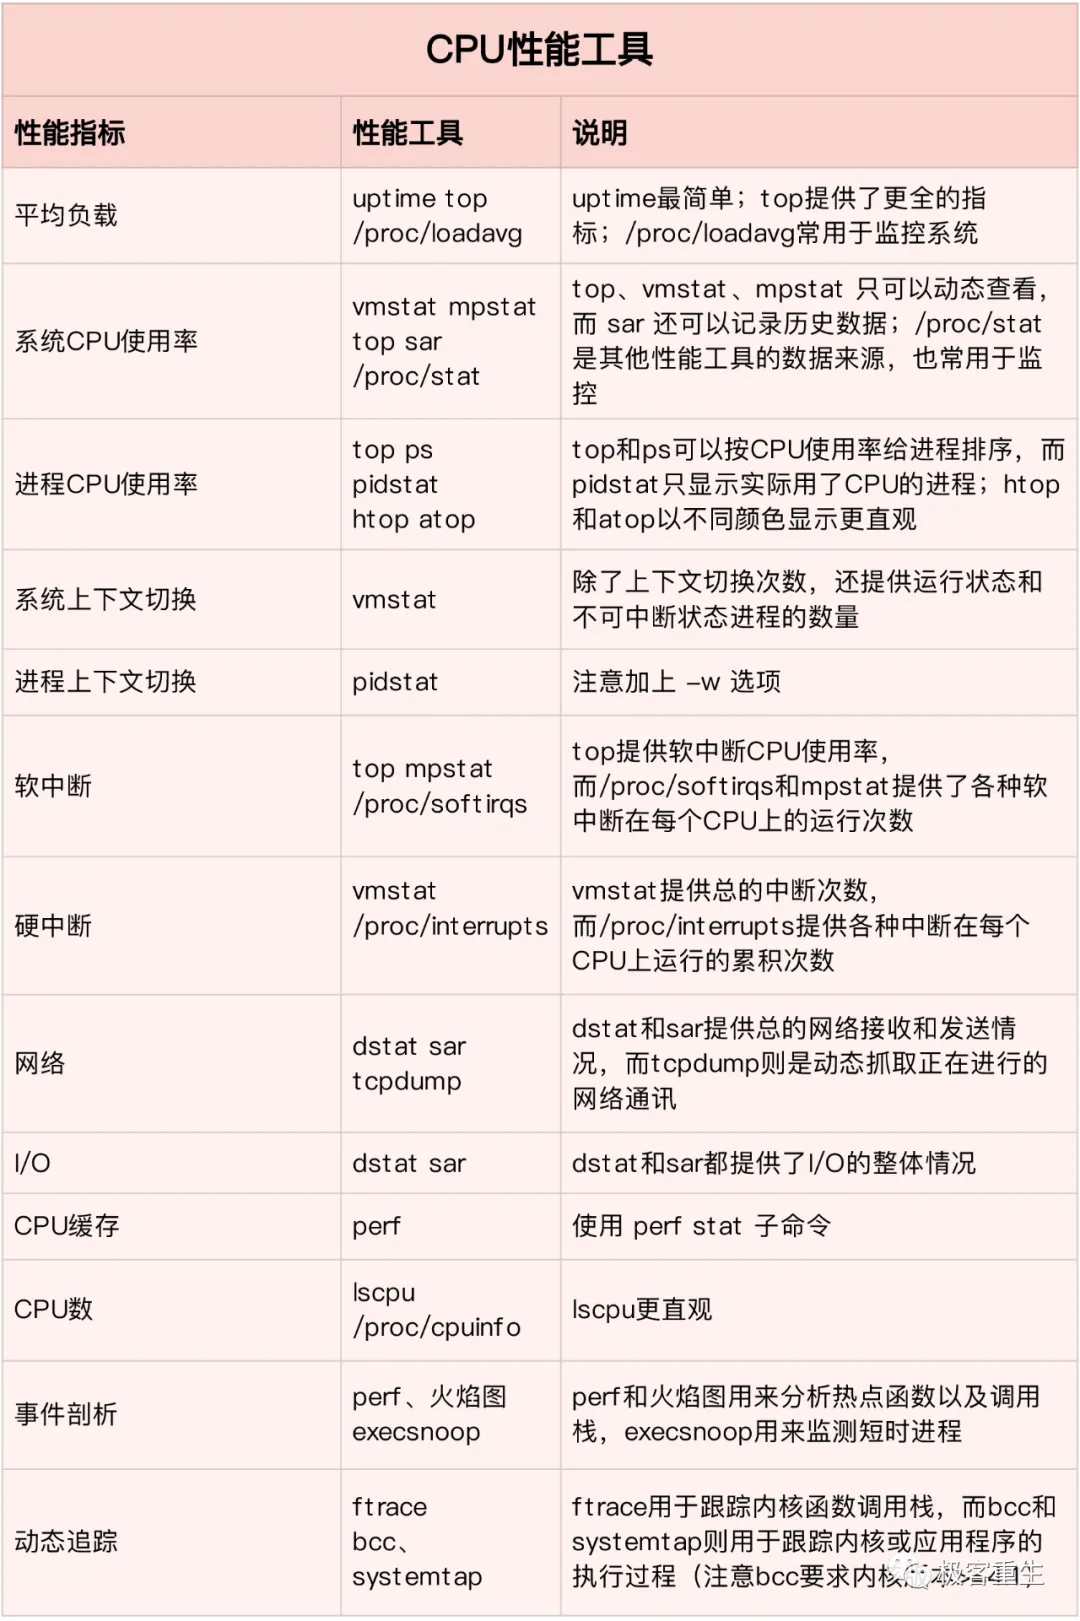 CPU性能工具
性能指标
性能工具
说明
平均负载
uptime top
/proc/loadavg
uptime最简单；top提供了更全的指
标；/proc/loadavg常用于监控系统
系统CPU使用率
vmstat mpstat
top sar
/proc/stat
top、vmstat、mpstat 只可以动态查看，
而 sar 还可以记录历史数据；/proc/stat
是其他性能工具的数据来源，也常用于监
控
进程CPU使用率
top ps
pidstat
htop atop
top和ps可以按CPU使用率给进程排序，而
pidstat只显示实际用了CPU的进程；htop
和atop以不同颜色显示更直观
系统上下文切换
vmstat
除了上下文切换次数，还提供运行状态和
不可中断状态进程的数量
进程上下文切换
pidstat
注意加上 -w 选项
软中断
top mpstat
/proc/softirqs
top提供软中断CPU使用率，
而/proc/softirqs和mpstat提供了各种软
中断在每个CPU上的运行次数
硬中断
vmstat
/proc/interrupts
vmstat提供总的中断次数，
而/proc/interrupts提供各种中断在每个
CPU上运行的累积次数
网络
dstat sar
tcpdump
dstat和sar提供总的网络接收和发送情
况，而tcpdump则是动态抓取正在进行的
网络通讯
I/O
dstat sar
dstat和sar都提供了I/O的整体情况
CPU缓存
perf
使用 perf stat 子命令
CPU数
lscpu
/proc/cpuinfo
lscpu更直观
事件剖析
perf、火焰图
execsnoop
perf和火焰图用来分析热点函数以及调用
栈，execsnoop用来监测短时进程
动态追踪
ftrace
bcc、
systemtap
ftrace用于跟踪内核函数调用栈，而bcc和
systemtap则用于跟踪内核或应用程序的
执行过程（注意bcc要求内核
极客重生